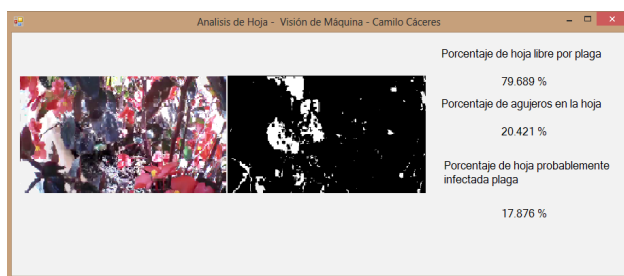 Analisis de Hoja - Visión de Máquina - Camilo Cáceres
Porcentaje de hoja libre por plaga
79.689 %
Porcentaje de agujeros en la hoja
20.421 %
Porcentaje de hoja probablemente
infectada plaga
17.876 %